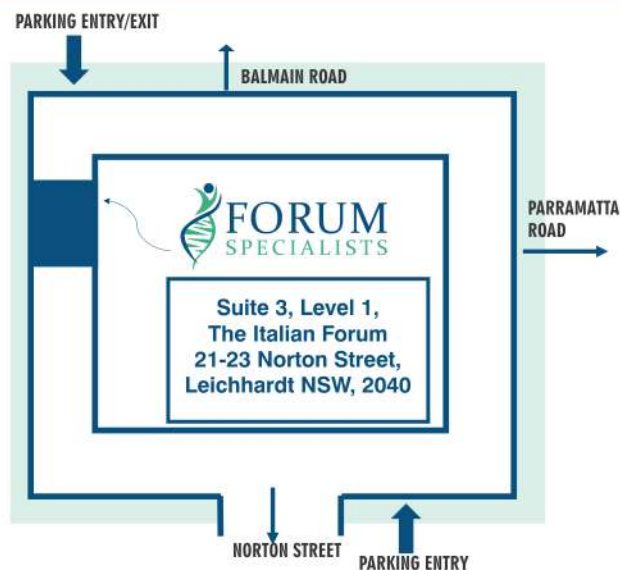 PARKING ENTRY/EXIT
BALMAIN ROAD
FORUM
SPECIALISTS
PARRAMATTA
ROAD
Suite 3, Level 1,
The Italian Forum
21-23 Norton Street,
Leichhardt NSW, 2040
NORTON STREET
PARKING ENTRY